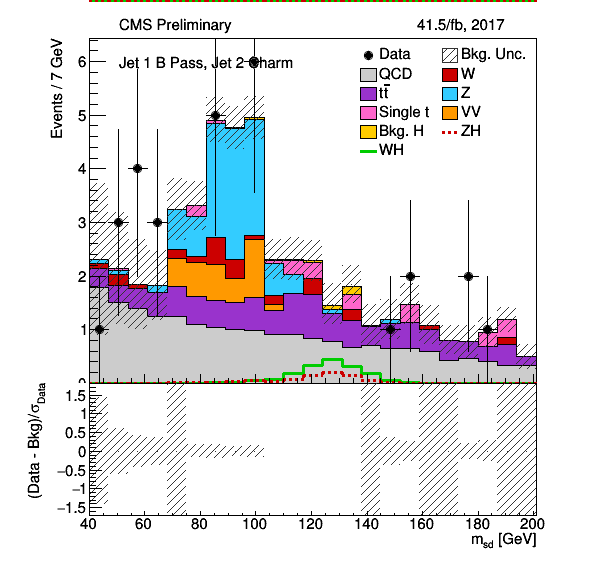 CMS Preliminary 41.5/fb, 2017
Jet 1 B Pass, Jet 2 Charm
Data Bkg. Unc.
QCD W
tt̄ Z
Single t VV
Bkg. H ZH
WH
Events / 7 GeV
6
5
4
3
2
1
0
(Data - Bkg)/σData
1.5
1
0.5
0
−0.5
−1
−1.5
40 60 80 100 120 140 160 180 200
msd [GeV]